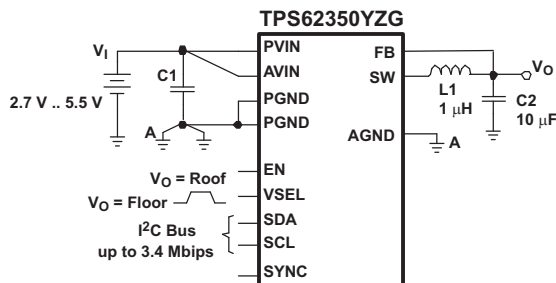 TPS62350YZG
V_I
C1
2.7 V .. 5.5 V
A
PVIN
AVIN
PGND
PGND
FB
SW
L1
1 μH
V_O
C2
10 μF
AGND
A
EN
V_O = Roof
VSEL
V_O = Floor
SDA
I²C Bus
SCL
up to 3.4 Mbips
SYNC